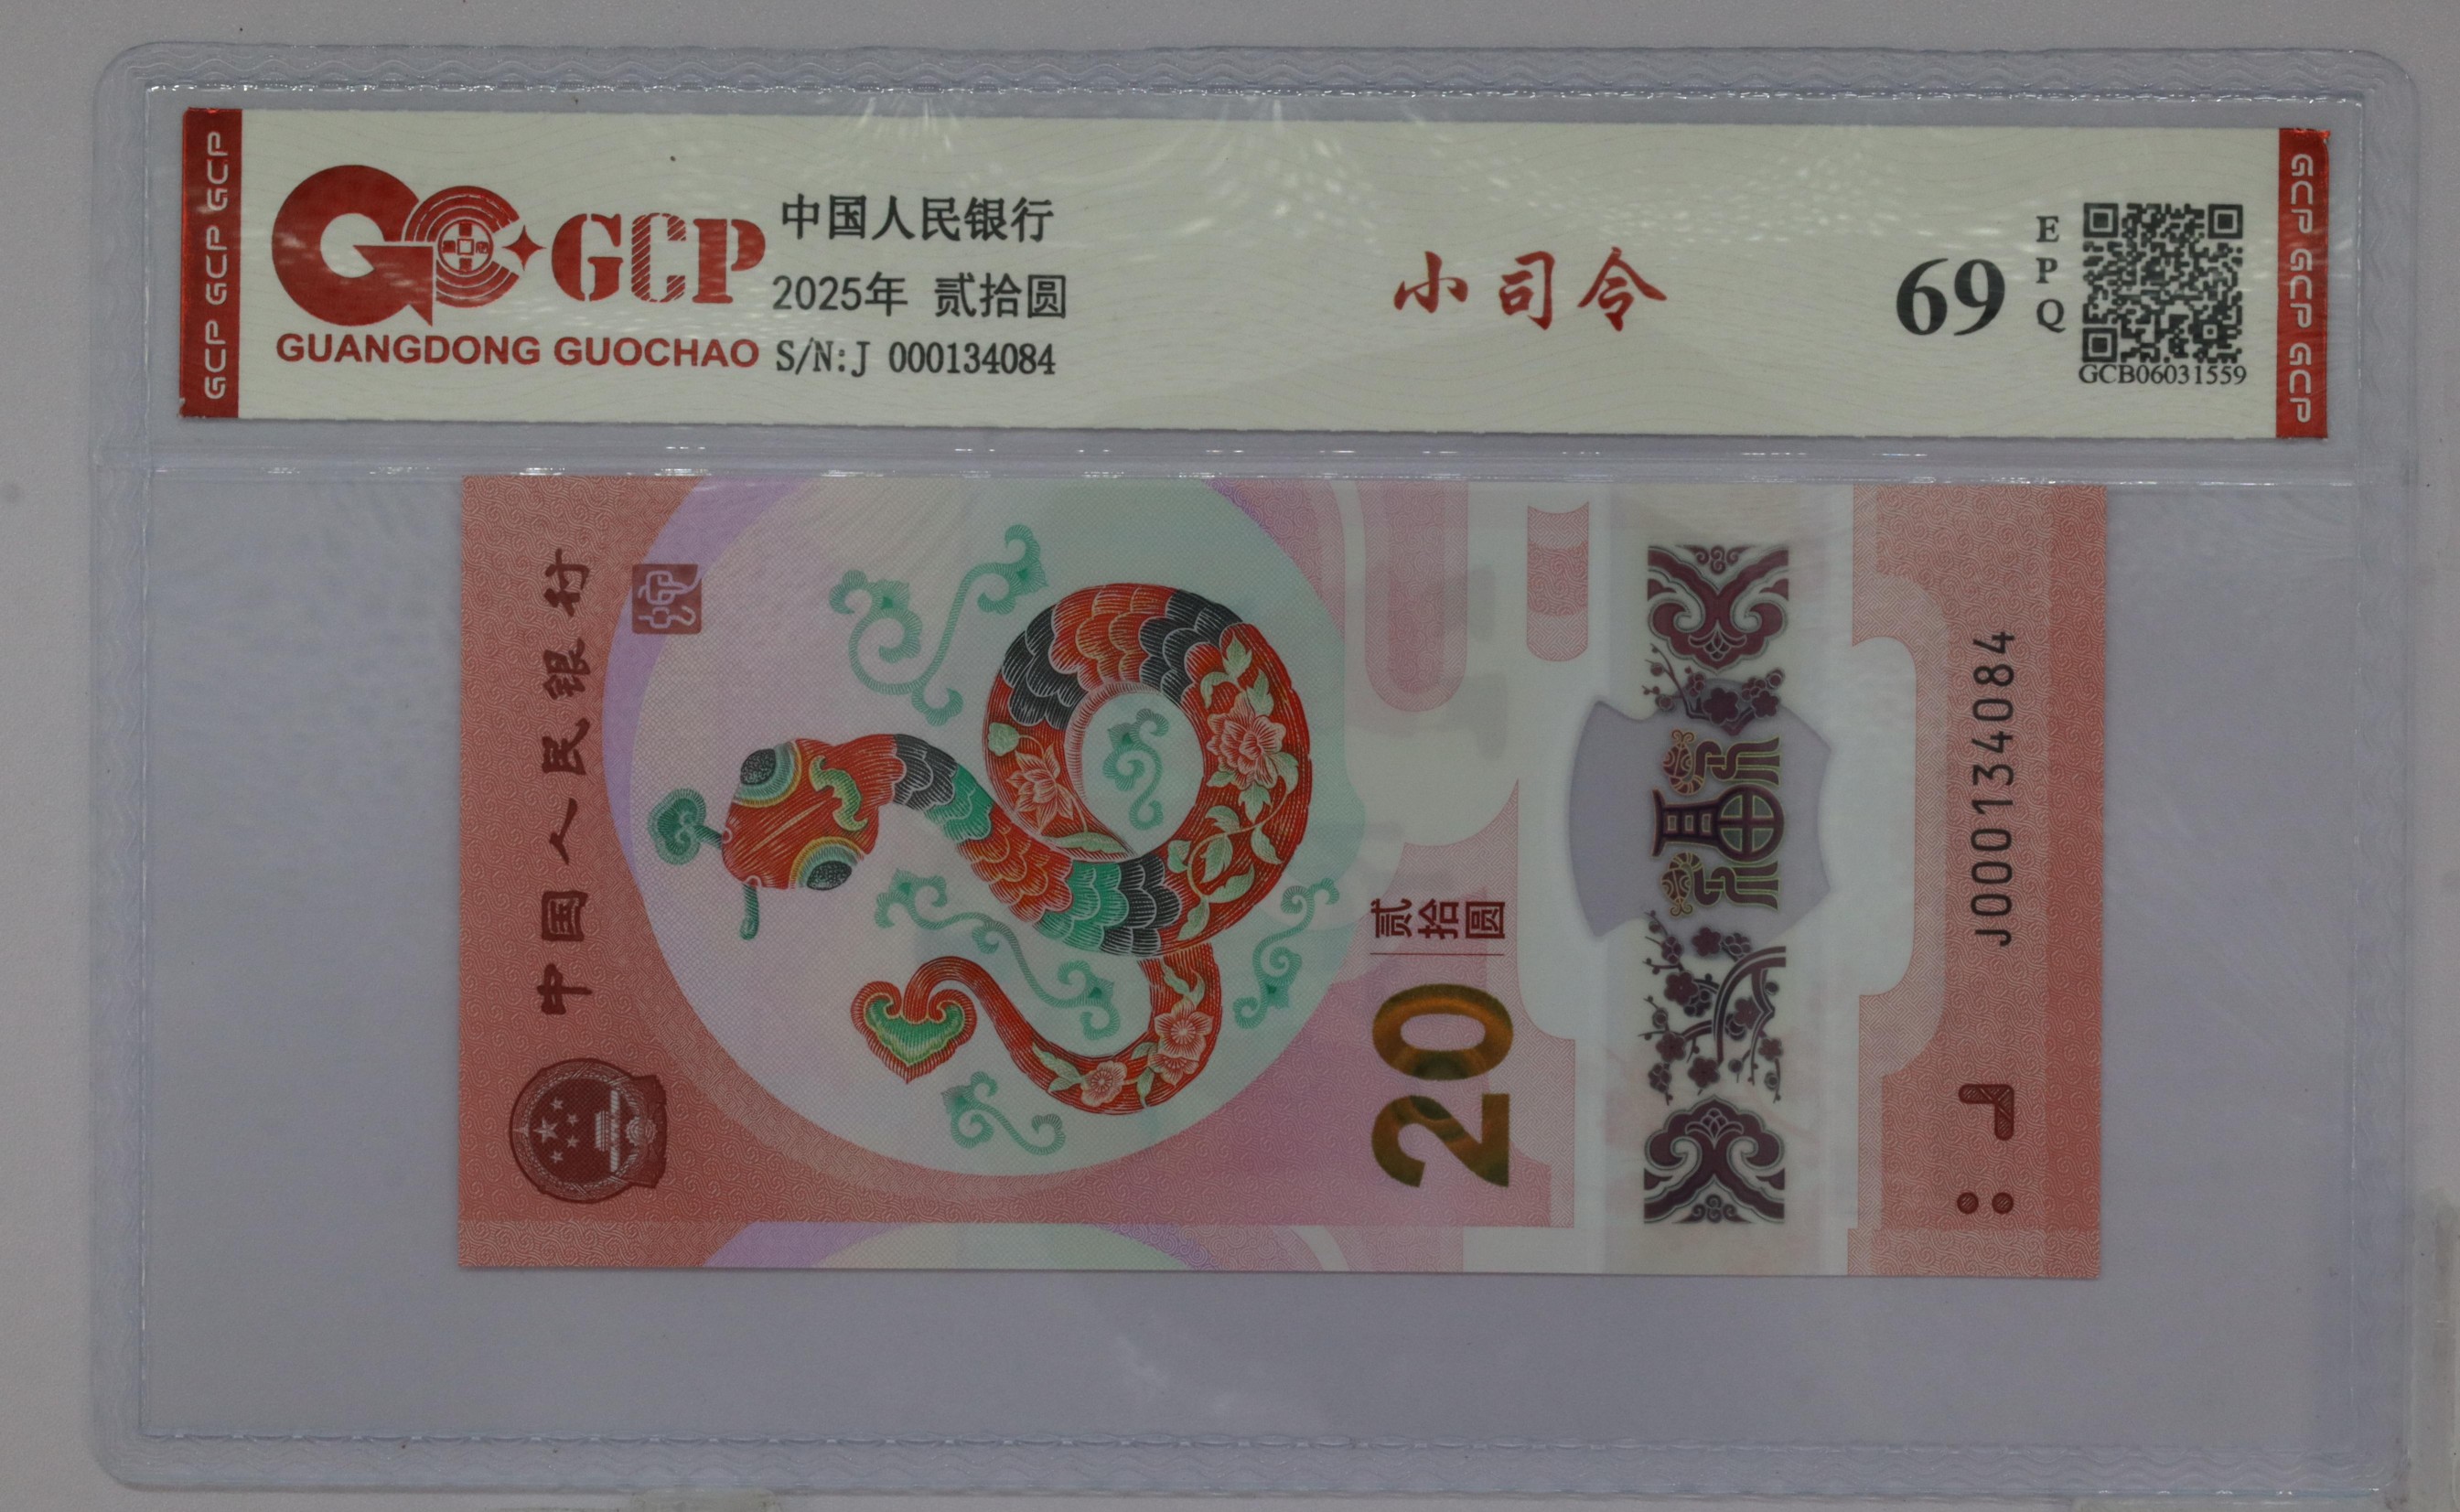 GCP GCP GCP
GCP
GUANGDONG GUOCHAO
中国人民银行
2025年 贰拾圆
S/N:J 000134084
小司令
69
EPQ
GCB06031559
GCP GCP GCP
中国人民银行
贰拾圆
20
福
J000134084